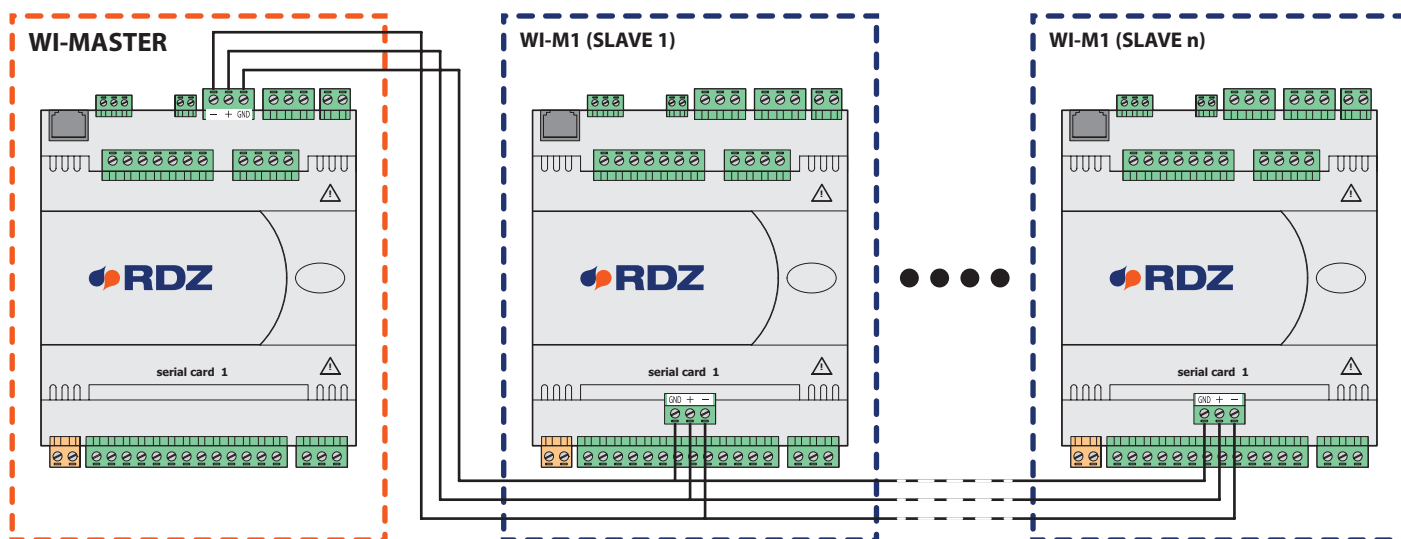 WI-MASTER
− + GND
RDZ
serial card 1
WI-M1 (SLAVE 1)
RDZ
serial card 1
GND + −
WI-M1 (SLAVE n)
RDZ
serial card 1
GND + −